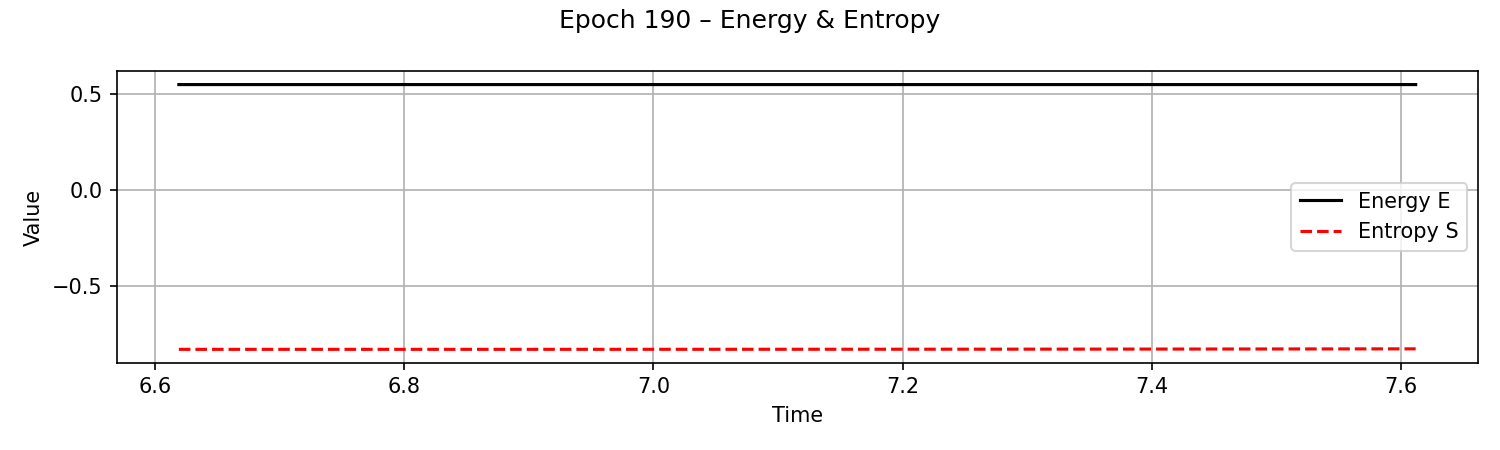 Epoch 190 – Energy & Entropy
0.5
0.0
−0.5
Value
Energy E
Entropy S
6.6 6.8 7.0 7.2 7.4 7.6
Time